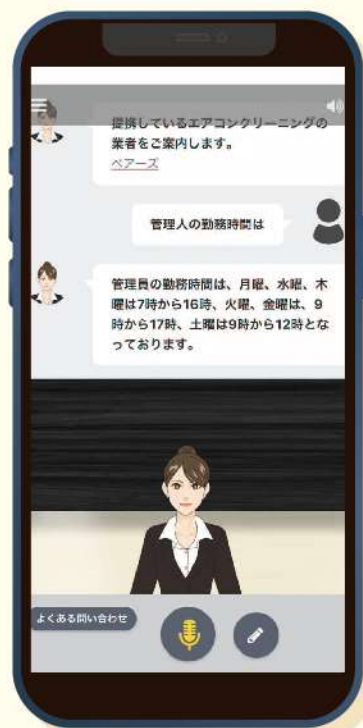 提携しているエアコンクリーニングの
業者をご案内します。
ベアーズ
管理人の勤務時間は
管理員の勤務時間は、月曜、水曜、木
曜は7時から16時、火曜、金曜は、9
時から17時、土曜は9時から12時とな
っております。
よくある問い合わせ